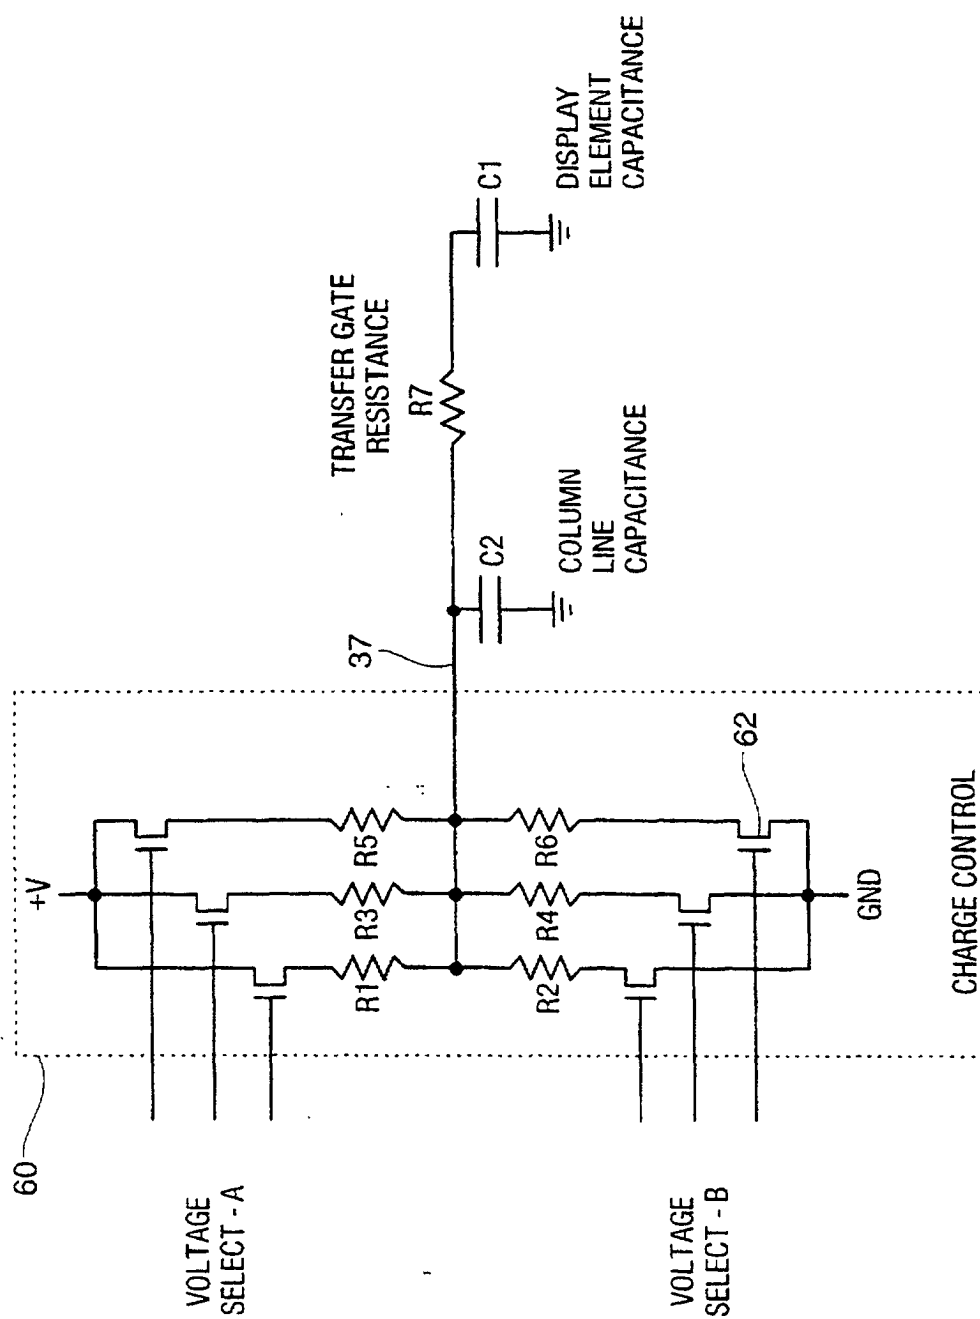 60
VOLTAGE
SELECT - A
VOLTAGE
SELECT - B
+V
R1
R3
R5
R2
R4
R6
62
GND
CHARGE CONTROL
37
C2
COLUMN
LINE
CAPACITANCE
TRANSFER GATE
RESISTANCE
R7
C1
DISPLAY
ELEMENT
CAPACITANCE